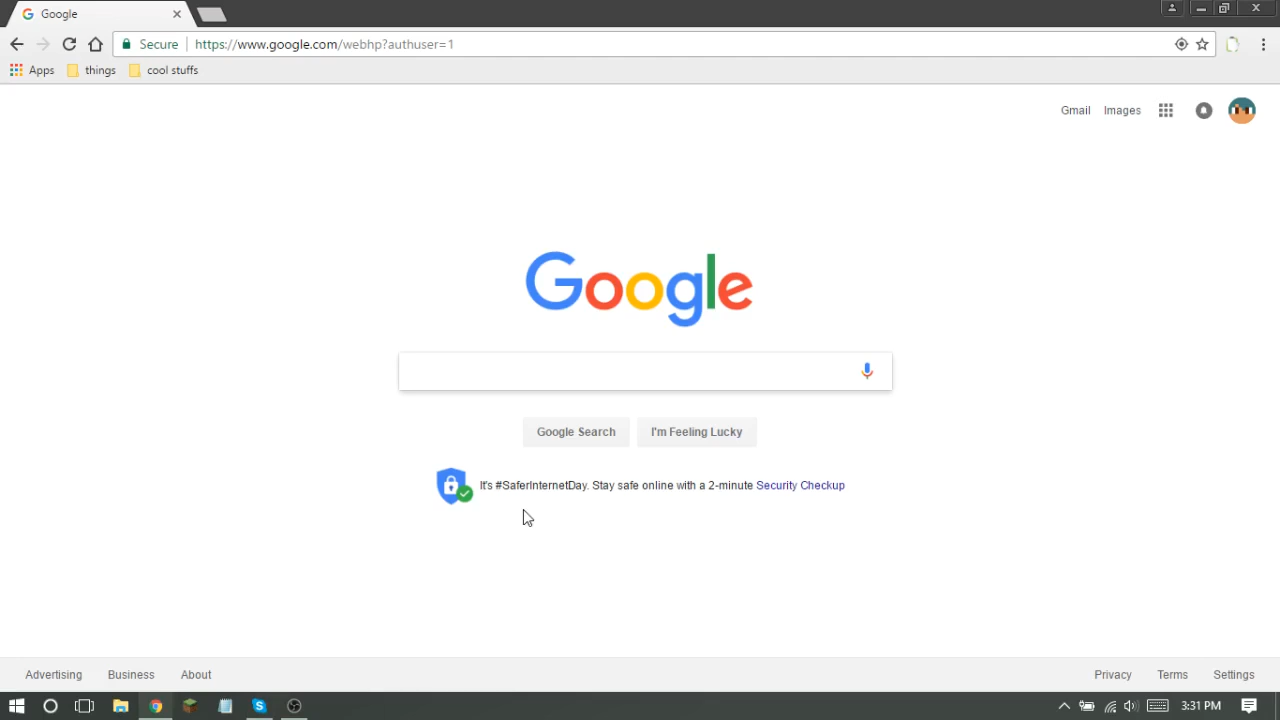 Google
Secure
https://www.google.com/webhp?authuser=1
Apps
things
cool stuffs
Gmail
Images
Google
Google Search
I'm Feeling Lucky
It's #SaferInternetDay. Stay safe online with a 2-minute Security Checkup
Advertising
Business
About
Privacy
Terms
Settings
3:31 PM